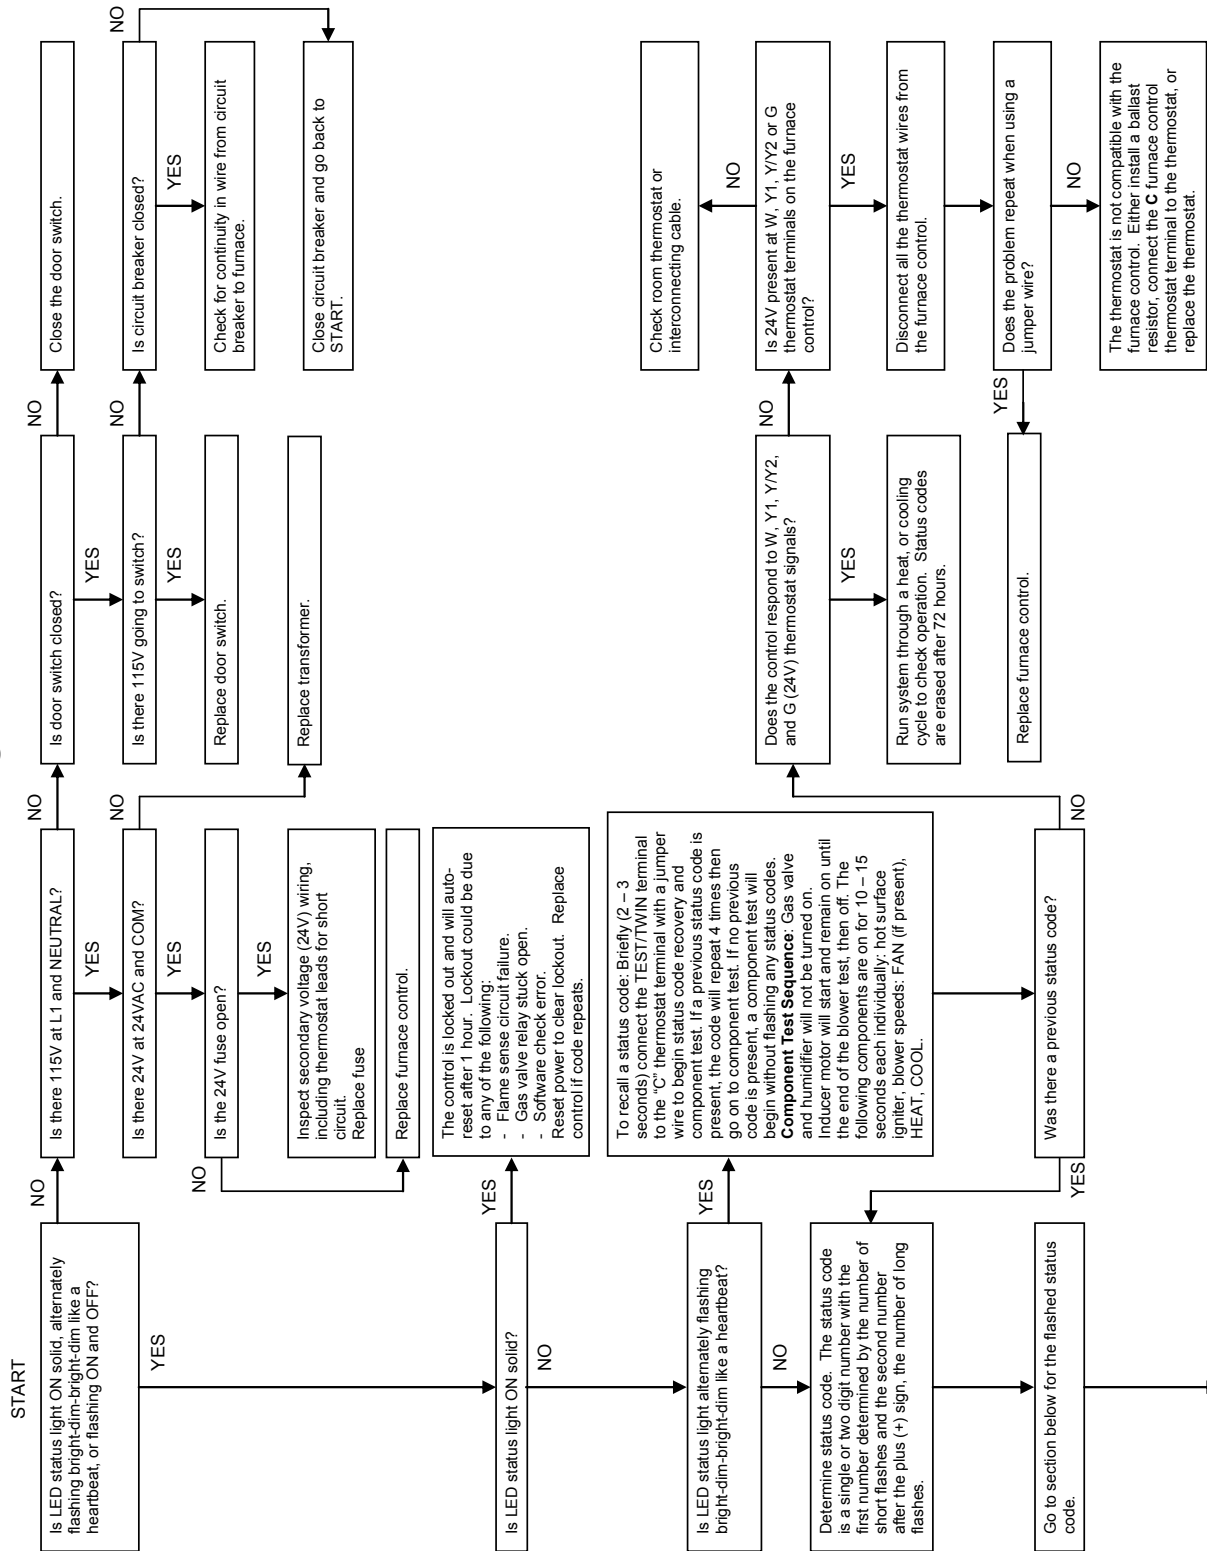 START
Is LED status light ON solid, alternately
flashing bright-dim-bright-dim like a
heartbeat, or flashing ON and OFF?
NO
YES
Is there 115V at L1 and NEUTRAL?
NO
YES
Is door switch closed?
NO
YES
Close the door switch.
Is there 24V at 24VAC and COM?
NO
YES
Is there 115V going to switch?
NO
YES
Is circuit breaker closed?
NO
YES
Is the 24V fuse open?
NO
YES
Replace door switch.
Check for continuity in wire from circuit
breaker to furnace.
Inspect secondary voltage (24V) wiring,
including thermostat leads for short
circuit.
Replace fuse
Replace transformer.
Close circuit breaker and go back to
START.
Replace furnace control.
Is LED status light ON solid?
YES
NO
The control is locked out and will auto-
reset after 1 hour. Lockout could be due
to any of the following:
- Flame sense circuit failure.
- Gas valve relay stuck open.
- Software check error.
Reset power to clear lockout. Replace
control if code repeats.
Is LED status light alternately flashing
bright-dim-bright-dim like a heartbeat?
YES
NO
To recall a status code: Briefly (2 – 3
seconds) connect the TEST/TWIN terminal
to the “C” thermostat terminal with a jumper
wire to begin status code recovery and
component test. If a previous status code is
present, the code will repeat 4 times then
go on to component test. If no previous
code is present, a component test will
begin without flashing any status codes.
Component Test Sequence: Gas valve
and humidifier will not be turned on.
Inducer motor will start and remain on until
the end of the blower test, then off. The
following components are on for 10 – 15
seconds each individually: hot surface
igniter, blower speeds: FAN (if present),
HEAT, COOL.
Was there a previous status code?
YES
NO
Determine status code. The status code
is a single or two digit number with the
first number determined by the number of
short flashes and the second number
after the plus (+) sign, the number of long
flashes.
Go to section below for the flashed status
code.
Does the control respond to W, Y1, Y/Y2,
and G (24V) thermostat signals?
NO
YES
Run system through a heat, or cooling
cycle to check operation. Status codes
are erased after 72 hours.
Check room thermostat or
interconnecting cable.
NO
Is 24V present at W, Y1, Y/Y2 or G
thermostat terminals on the furnace
control?
YES
Disconnect all the thermostat wires from
the furnace control.
Does the problem repeat when using a
jumper wire?
YES
NO
Replace furnace control.
The thermostat is not compatible with the
furnace control. Either install a ballast
resistor, connect the C furnace control
thermostat terminal to the thermostat, or
replace the thermostat.